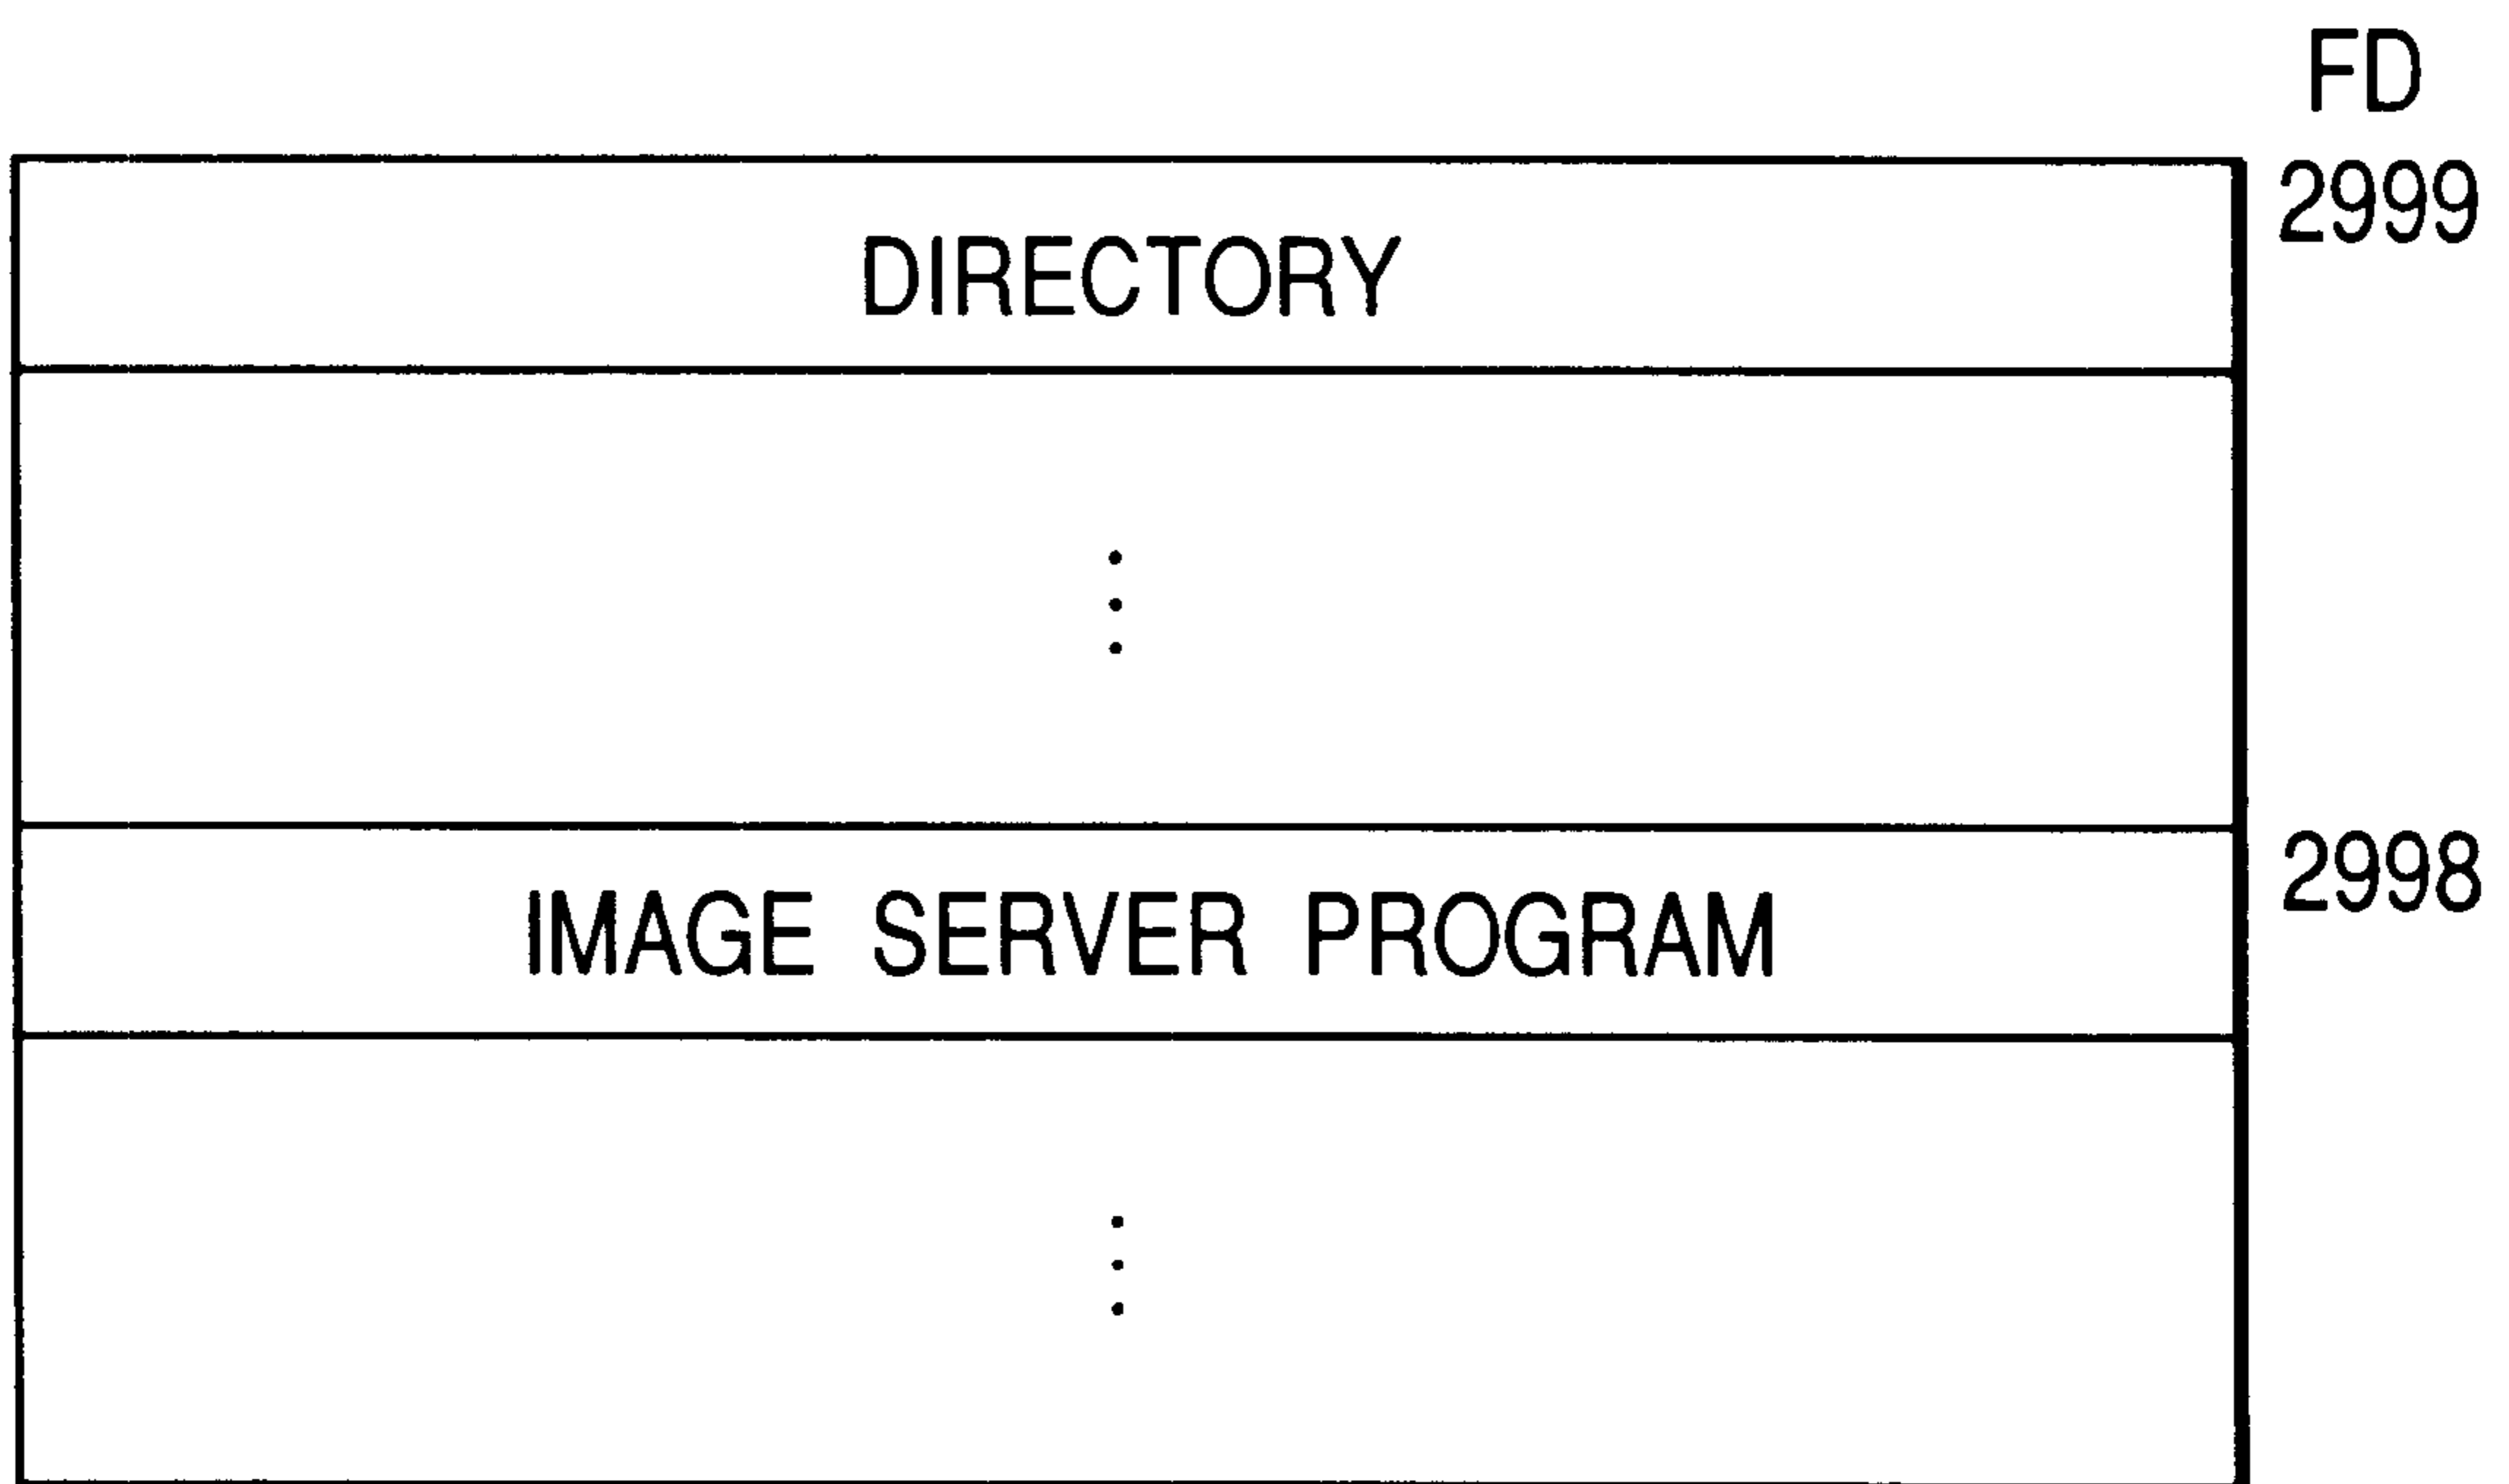 FD
2999
DIRECTORY
2998
IMAGE SERVER PROGRAM